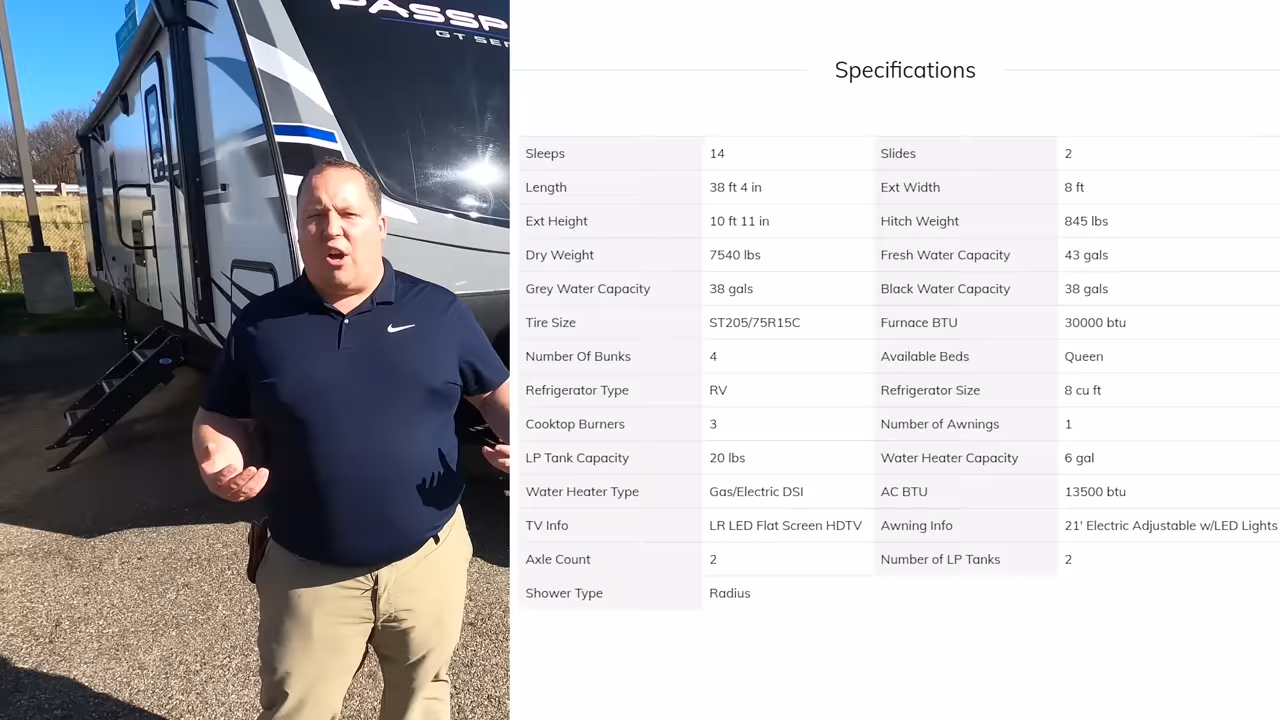 PASSP
GT SER
Specifications
Sleeps 14 Slides 2
Length 38 ft 4 in Ext Width 8 ft
Ext Height 10 ft 11 in Hitch Weight 845 lbs
Dry Weight 7540 lbs Fresh Water Capacity 43 gals
Grey Water Capacity 38 gals Black Water Capacity 38 gals
Tire Size ST205/75R15C Furnace BTU 30000 btu
Number Of Bunks 4 Available Beds Queen
Refrigerator Type RV Refrigerator Size 8 cu ft
Cooktop Burners 3 Number of Awnings 1
LP Tank Capacity 20 lbs Water Heater Capacity 6 gal
Water Heater Type Gas/Electric DSI AC BTU 13500 btu
TV Info LR LED Flat Screen HDTV Awning Info 21' Electric Adjustable w/LED Lights
Axle Count 2 Number of LP Tanks 2
Shower Type Radius